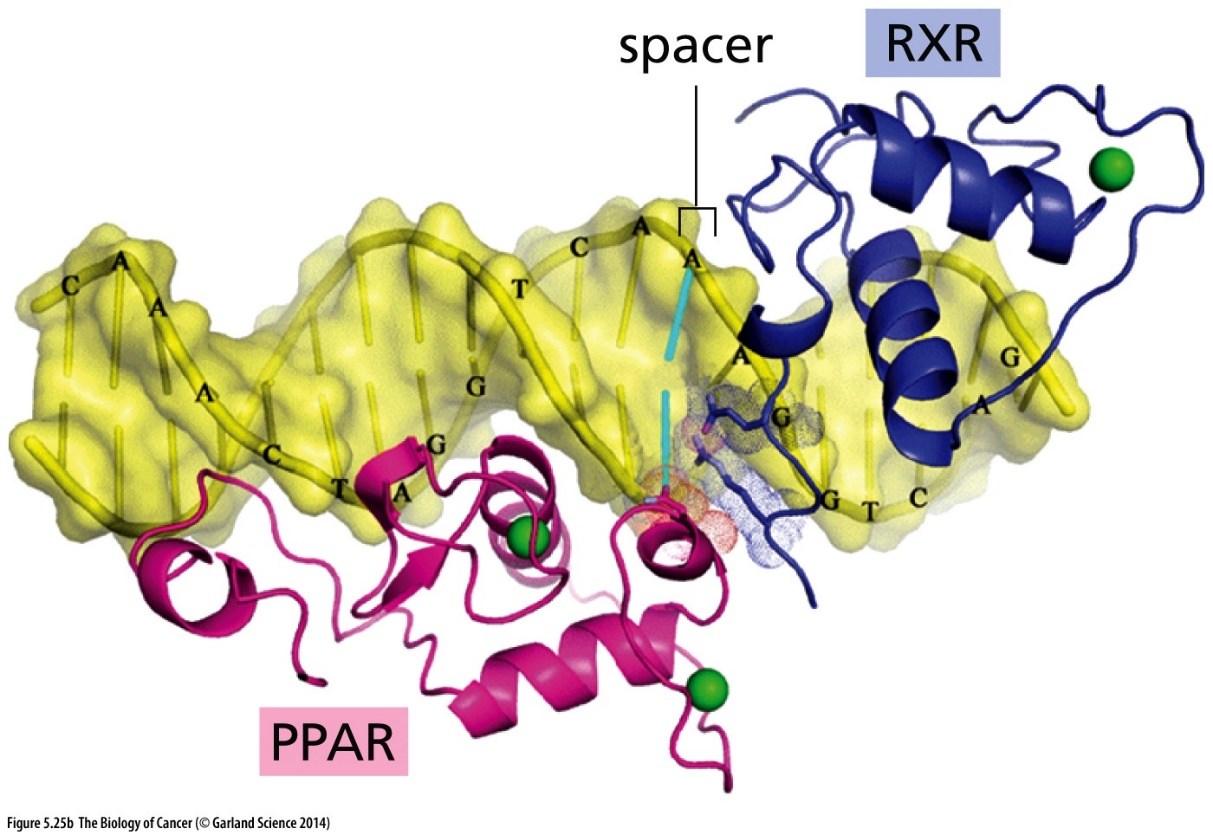 spacer
RXR
C A A A C T A G G T C A A A G G T C A G
PPAR
Figure 5.25b The Biology of Cancer (© Garland Science 2014)